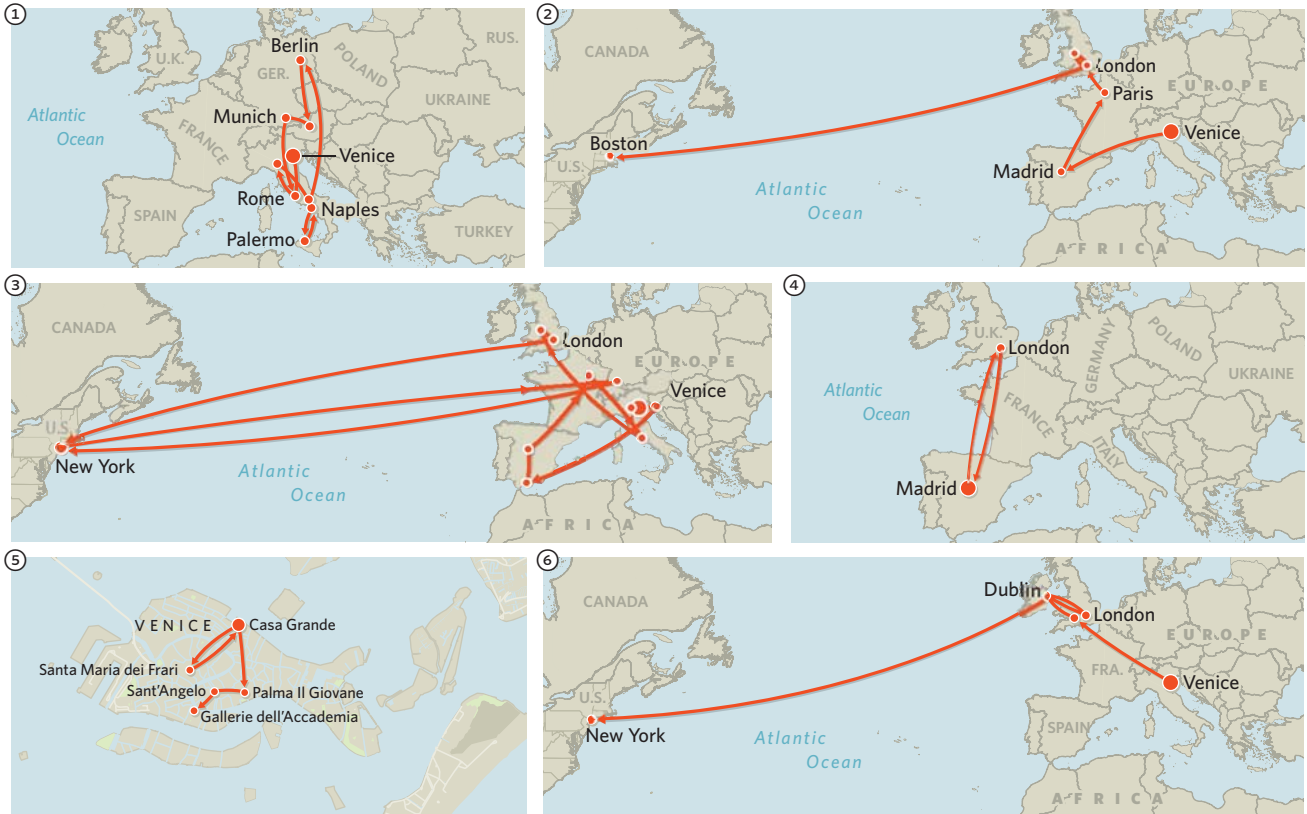 1
Berlin
RUS.
U.K.
POLAND
GER.
UKRAINE
Atlantic
Ocean
Munich
FRANCE
Venice
Rome
Naples
SPAIN
Palermo
TURKEY
2
CANADA
London
EUROPE
Paris
Boston
Venice
U.S.
Madrid
Atlantic
Ocean
AFRICA
3
CANADA
London
EUROPE
Venice
U.S.
New York
Atlantic
Ocean
AFRICA
4
U.K.
London
GERMANY
POLAND
Atlantic
Ocean
UKRAINE
FRANCE
ITALY
Madrid
5
VENICE
Casa Grande
Santa Maria dei Frari
Sant'Angelo
Palma Il Giovane
Gallerie dell'Accademia
6
Dublin
CANADA
London
EUROPE
FRA.
Venice
U.S.
New York
SPAIN
Atlantic
Ocean
AFRICA